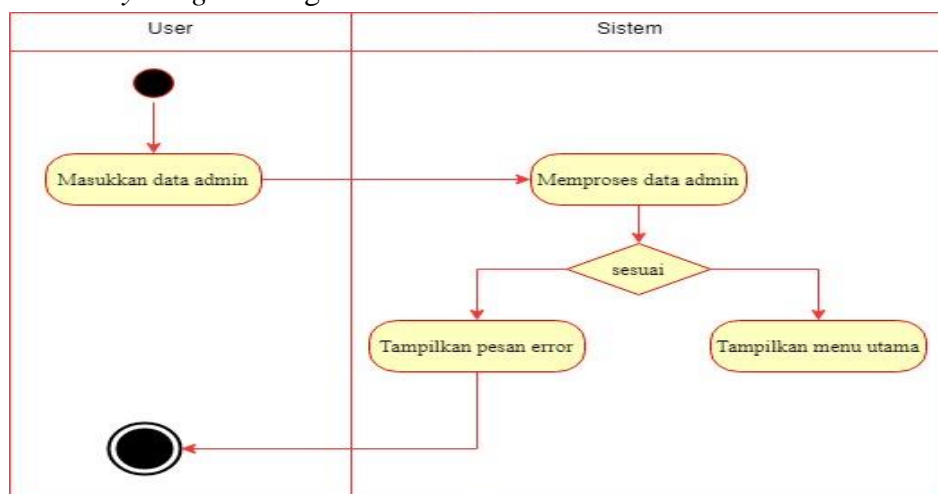 User
Sistem
Masukkan data admin
Memproses data admin
sesuai
Tampilkan pesan error
Tampilkan menu utama